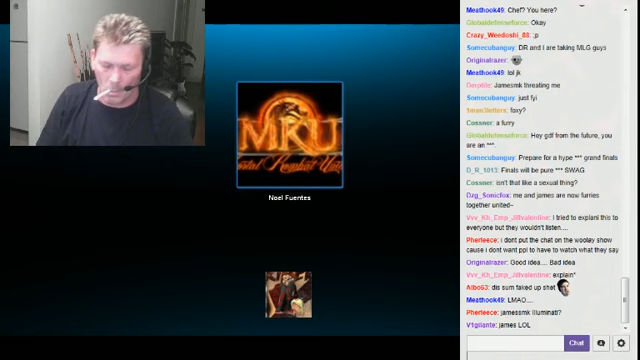 MKU
Noel Fuentes
Meathook49: Chef? You here?
Globaldefenseforce: Okay
Crazy_Weedoshi_88: ;p
Somecubanguy: DR and I are taking MLG guys
Originalrazer:
Meathook49: lol jk
Derptile: Jamesmk threating me
Somecubanguy: just fyi
1man3letters: foxy?
Cossner: a furry
Globaldefenseforce: Hey gdf from the future, you
are an ***.
Somecubanguy: Prepare for a hype *** grand finals
D_R_1013: Finals will be pure *** SWAG
Cossner: isn't that like a sexual thing?
Dzg_Sonicfox: me and james are now furries
together united~
Vvv_Kh_Emp_Jillvalentine: I tried to explani this to
everyone but they wouldn't listen....
Pherleece: i dont put the chat on the woolay show
cause i dont want ppl to have to watch what they say
Originalrazer: Good idea.... Bad idea
Vvv_Kh_Emp_Jillvalentine: explain*
Albo63: dis sum faked up shet
Meathook49: LMAO....
Pherleece: jamessmk Illuminati?
V1gilante: james LOL
Chat